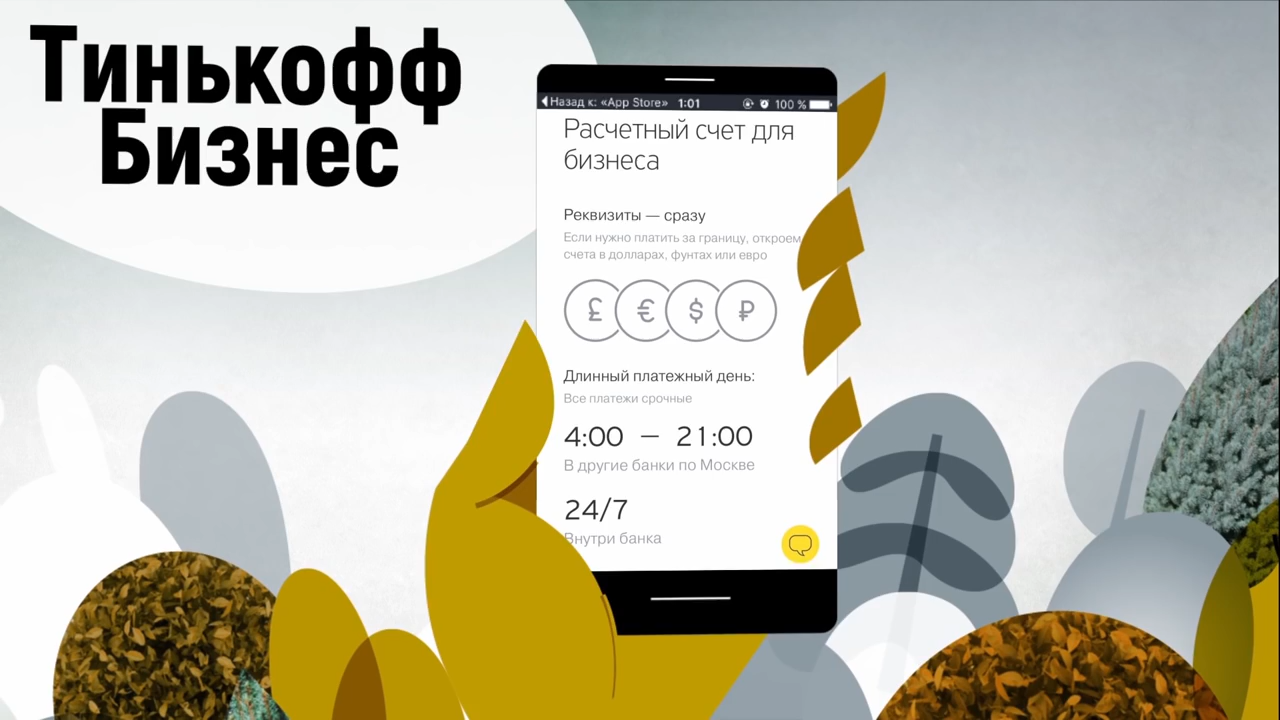 Тинькофф
Бизнес
Назад к: «App Store» 1:01 100 %
Расчетный счет для
бизнеса
Реквизиты — сразу
Если нужно платить за границу, откроем
счета в долларах, фунтах или евро
£ € $ ₽
Длинный платежный день:
Все платежи срочные
4:00 — 21:00
В другие банки по Москве
24/7
Внутри банка